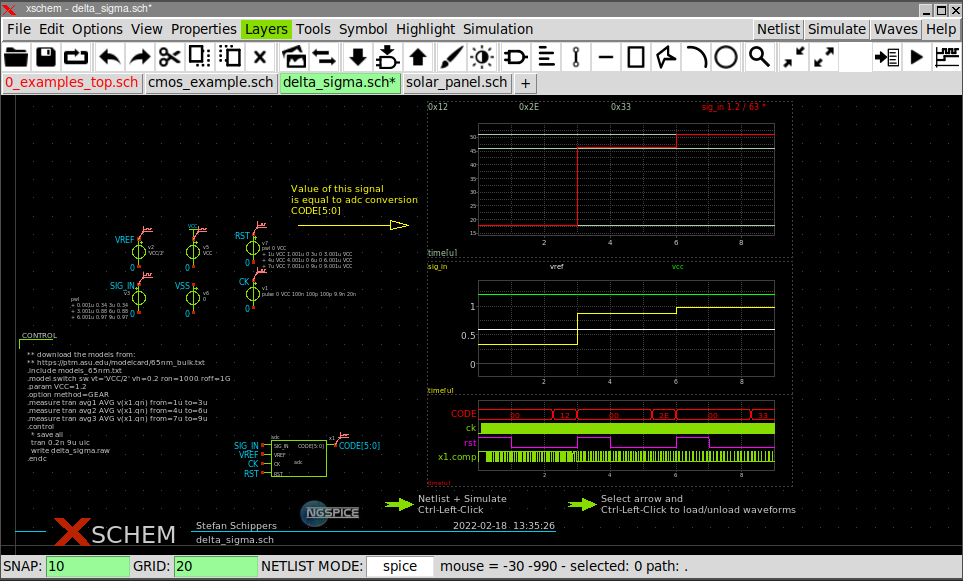 xschem - delta_sigma.sch*
File Edit Options View Properties Layers Tools Symbol Highlight Simulation Netlist Simulate Waves Help
0_examples_top.sch cmos_example.sch delta_sigma.sch* solar_panel.sch +
0x12 0x2E 0x33 sig_in 1.2 / 63 *
50
45
40
35
30
25
20
15
2 4 6 8
time[u]
Value of this signal
is equal to adc conversion
CODE[5:0]
VREF
v2
'VCC/2'
0
VCC
v5
VCC
0
RST
v7
pwl 0 VCC
+ 1u VCC 1.001u 0 3u 0 3.001u VCC
+ 4u VCC 4.001u 0 6u 0 6.001u VCC
+ 7u VCC 7.001u 0 9u 0 9.001u VCC
0
SIG_IN
v3
pwl
+ 0.001u 0.34 3u 0.34
+ 3.001u 0.88 6u 0.88
+ 6.001u 0.97 9u 0.97
0
VSS
v6
0
0
CK
v1
pulse 0 VCC 100n 100p 100p 9.9n 20n
0
sig_in vref vcc
1
0.5
0
2 4 6 8
time[u]
CONTROL
** download the models from:
** https://ptm.asu.edu/modelcard/65nm_bulk.txt
.include models_65nm.txt
.model switch sw vt='VCC/2' vh=0.2 ron=1000 roff=1G
.param VCC=1.2
.option method=GEAR
.measure tran avg1 AVG v(x1.qn) from=1u to=3u
.measure tran avg2 AVG v(x1.qn) from=4u to=6u
.measure tran avg3 AVG v(x1.qn) from=7u to=9u
.control
* save all
tran 0.2n 9u uic
write delta_sigma.raw
.endc
CODE 00 12 00 2E 00 33
ck
rst
x1.comp
2 4 6 8
time[u]
adc x1
SIG_IN SIG_IN CODE[5:0] CODE[5:0]
VREF VREF
CK CK adc
RST RST
NGSPICE
Netlist + Simulate
Ctrl-Left-Click
Select arrow and
Ctrl-Left-Click to load/unload waveforms
XSCHEM
Stefan Schippers 2022-02-18 13:35:26
delta_sigma.sch
SNAP: 10 GRID: 20 NETLIST MODE: spice mouse = -30 -990 - selected: 0 path: .